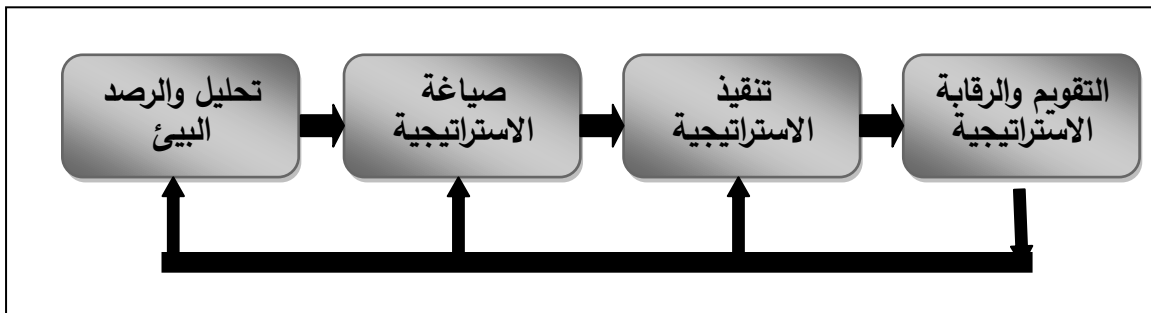 تحليل والرصد
البيئ
صياغة
الاستراتيجية
تنقيذ
الاستراتيجية
التقويم والرقابة
الاستراتيجية